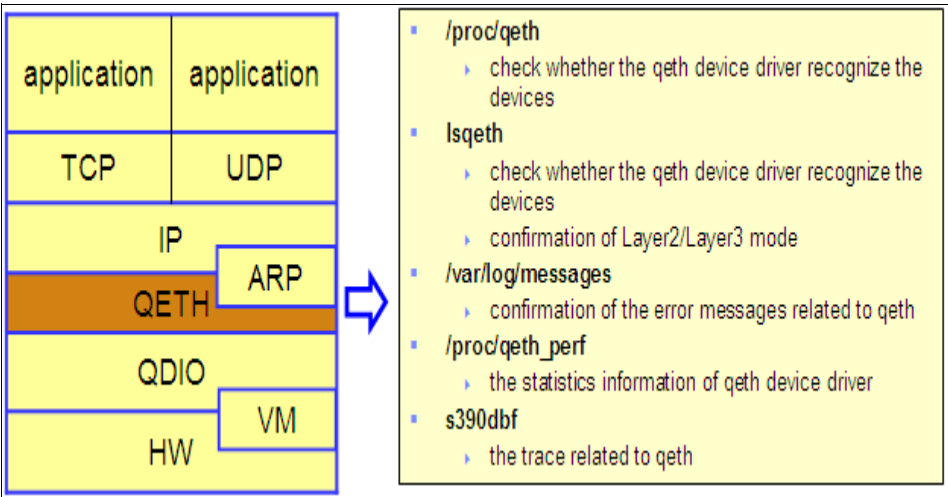 application application
TCP UDP
IP
ARP
QETH
QDIO
VM
HW
/proc/qeth
check whether the qeth device driver recognize the
devices
lsqeth
check whether the qeth device driver recognize the
devices
confirmation of Layer2/Layer3 mode
/var/log/messages
confirmation of the error messages related to qeth
/proc/qeth_perf
the statistics information of qeth device driver
s390dbf
the trace related to qeth